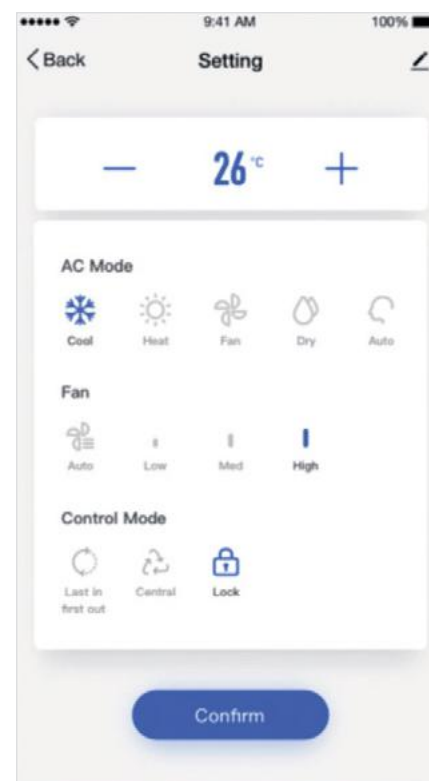 9:41 AM 100%
Back Setting
26 °C
AC Mode
Cool Heat Fan Dry Auto
Fan
Auto Low Med High
Control Mode
Last in Central Lock
first out
Confirm